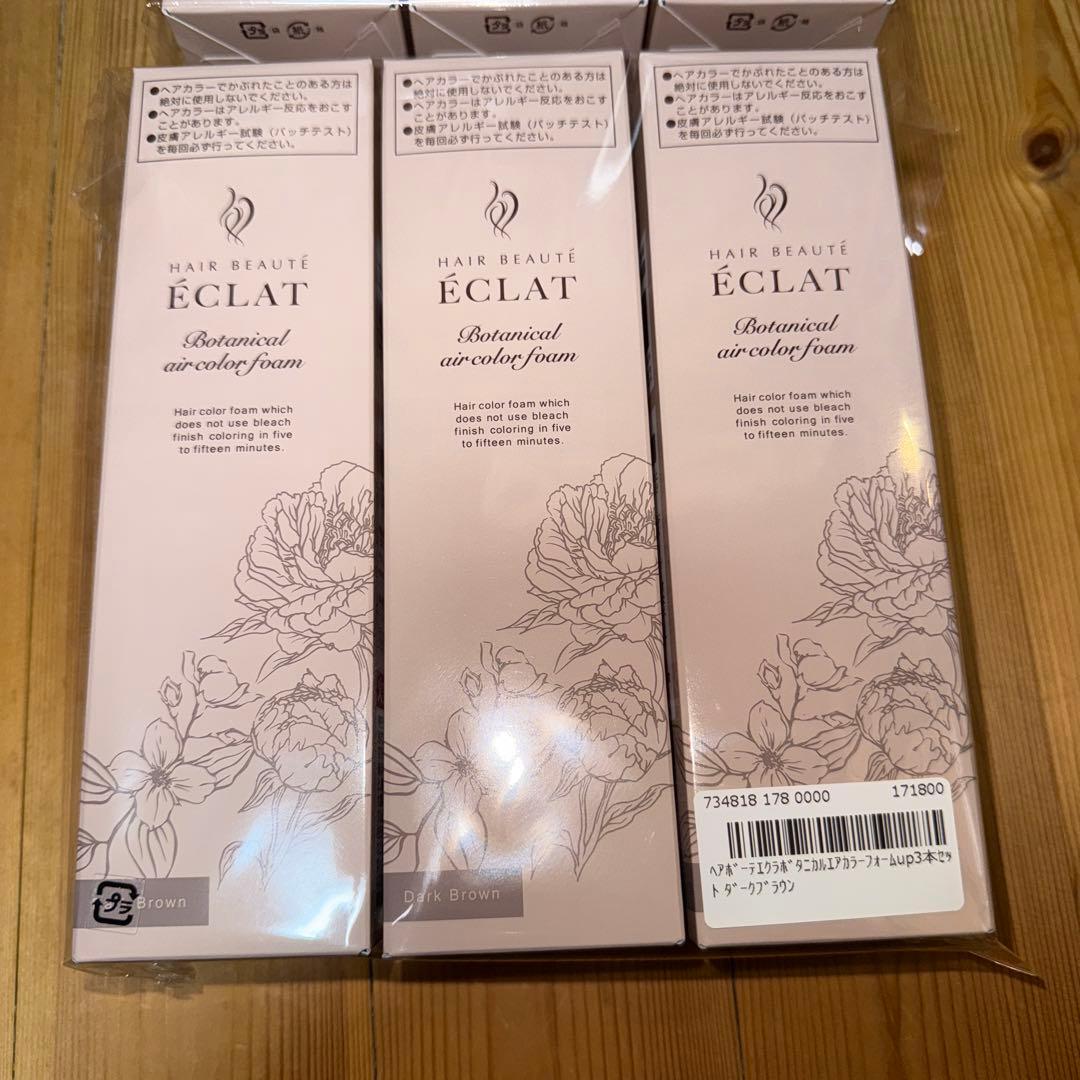 プラ 袋 紙 箱
プラ 袋 紙 箱
プラ 袋 紙 箱
●ヘアカラーでかぶれたことのある方は
絶対に使用しないでください。
●ヘアカラーはアレルギー反応をおこす
ことがあります。
●皮膚アレルギー試験（パッチテスト）
を毎回必ず行ってください。
HAIR BEAUTÉ
ÉCLAT
Botanical
air color foam
Hair color foam which
does not use bleach
finish coloring in five
to fifteen minutes.
プラ
Brown
●ヘアカラーでかぶれたことのある方は
絶対に使用しないでください。
●ヘアカラーはアレルギー反応をおこす
ことがあります。
●皮膚アレルギー試験（パッチテスト）
を毎回必ず行ってください。
HAIR BEAUTÉ
ÉCLAT
Botanical
air color foam
Hair color foam which
does not use bleach
finish coloring in five
to fifteen minutes.
Dark Brown
●ヘアカラーでかぶれたことのある方は
絶対に使用しないでください。
●ヘアカラーはアレルギー反応をおこす
ことがあります。
●皮膚アレルギー試験（パッチテスト）
を毎回必ず行ってください。
HAIR BEAUTÉ
ÉCLAT
Botanical
air color foam
Hair color foam which
does not use bleach
finish coloring in five
to fifteen minutes.
734818 178 0000 171800
ﾍｱﾎﾞｰﾃｴｸﾗﾎﾞﾀﾆｶﾙｴｱｶﾗｰﾌｫｰﾑup3本ｾｯ
ﾄ ﾀﾞｰｸﾌﾞﾗｳﾝ